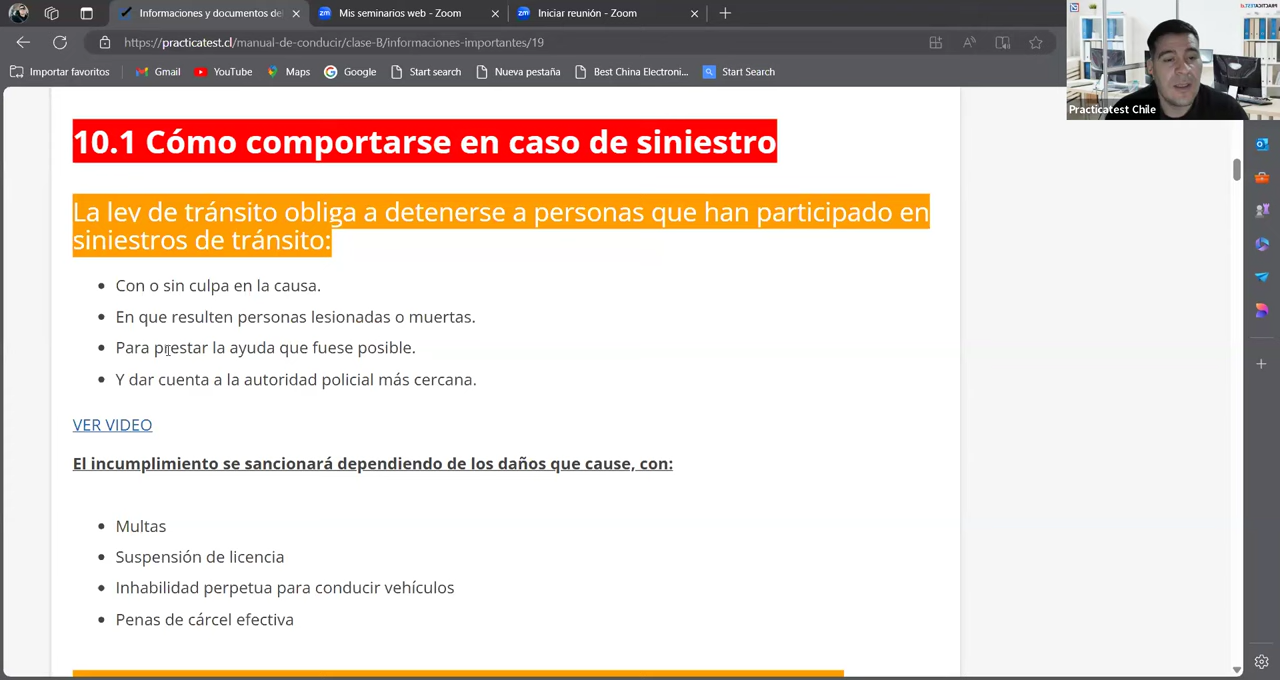 Informaciones y documentos del
Mis seminarios web - Zoom
Iniciar reunión - Zoom
https://practicatest.cl/manual-de-conducir/clase-B/informaciones-importantes/19
Importar favoritos
Gmail
YouTube
Maps
Google
Start search
Nueva pestaña
Best China Electroni...
Start Search
Practicatest Chile
10.1 Cómo comportarse en caso de siniestro
La ley de tránsito obliga a detenerse a personas que han participado en
siniestros de tránsito:
Con o sin culpa en la causa.
En que resulten personas lesionadas o muertas.
Para prestar la ayuda que fuese posible.
Y dar cuenta a la autoridad policial más cercana.
VER VIDEO
El incumplimiento se sancionará dependiendo de los daños que cause, con:
Multas
Suspensión de licencia
Inhabilidad perpetua para conducir vehículos
Penas de cárcel efectiva